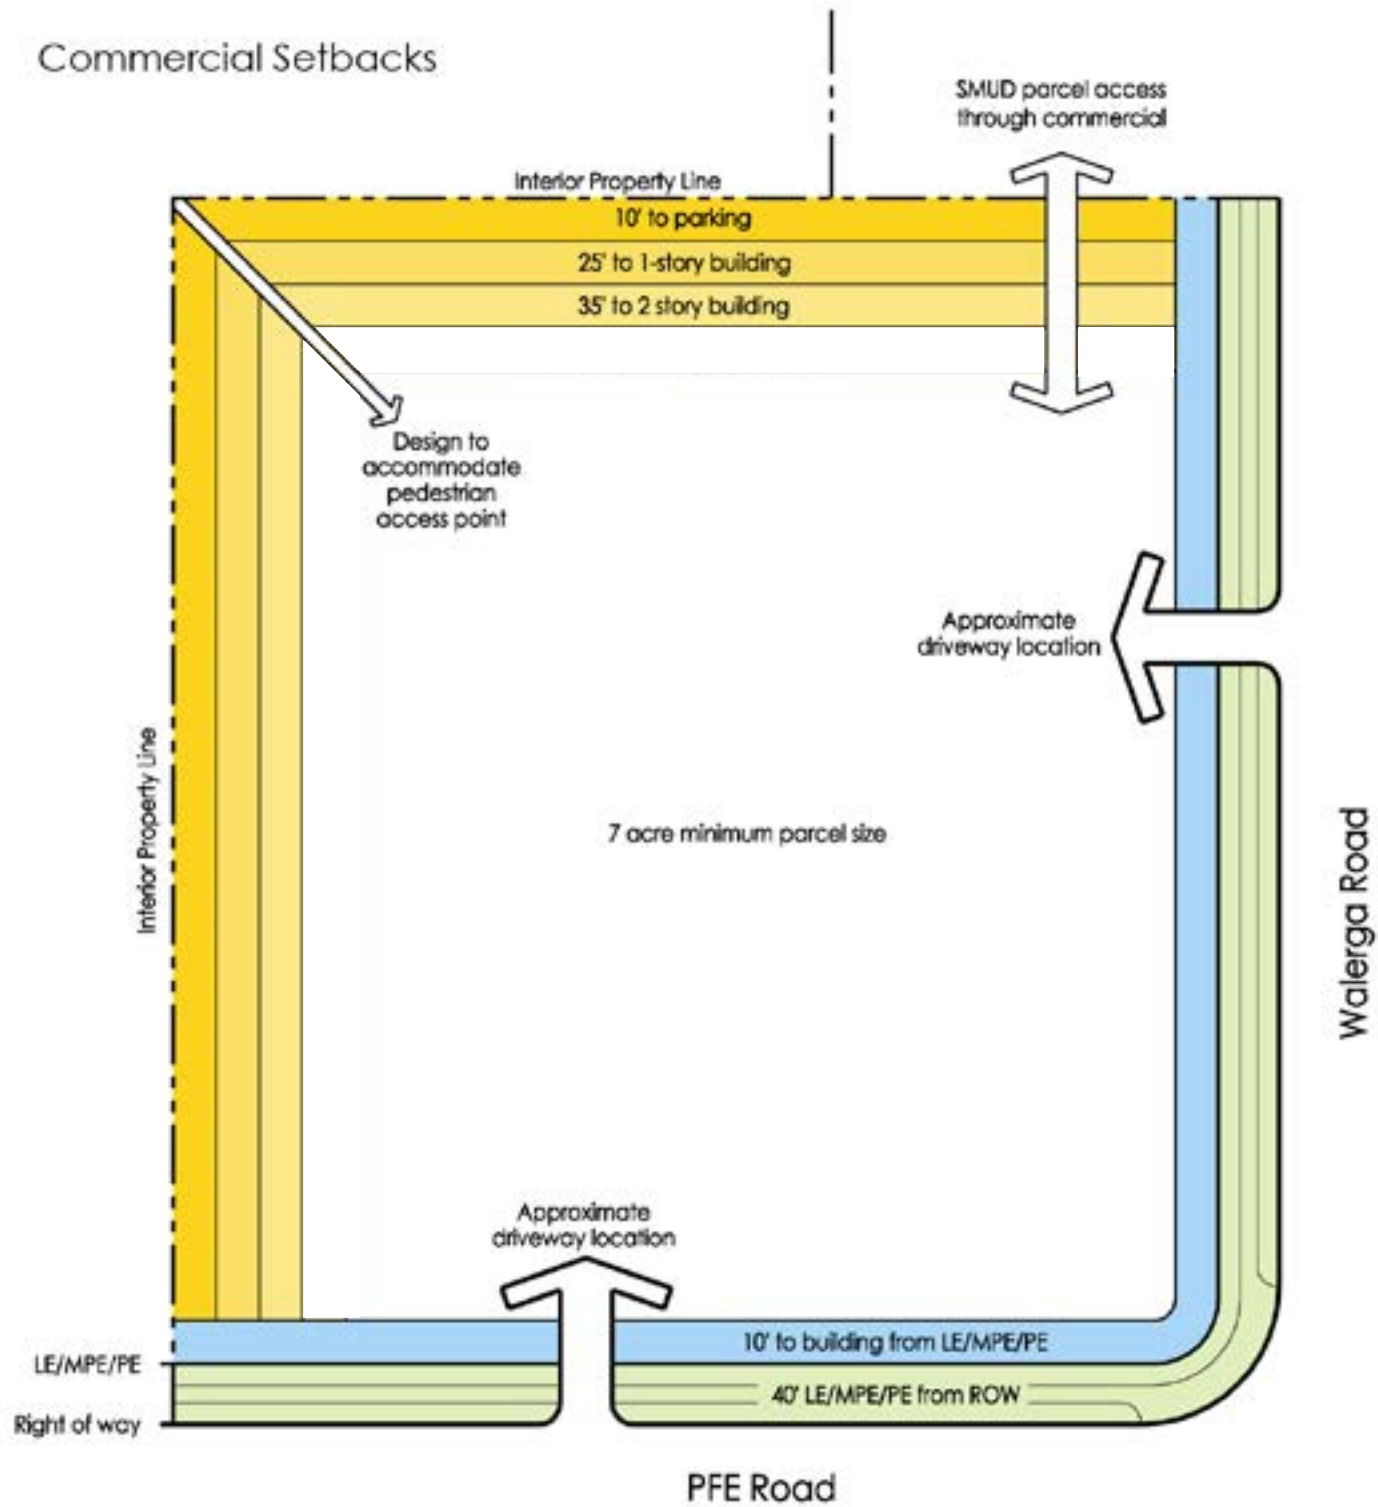 Commercial Setbacks
SMUD parcel access
through commercial
Interior Property Line
10' to parking
25' to 1-story building
35' to 2 story building
Design to
accommodate
pedestrian
access point
Approximate
driveway location
Interior Property Line
7 acre minimum parcel size
Walerga Road
Approximate
driveway location
10' to building from LE/MPE/PE
LE/MPE/PE
40' LE/MPE/PE from ROW
Right of way
PFE Road